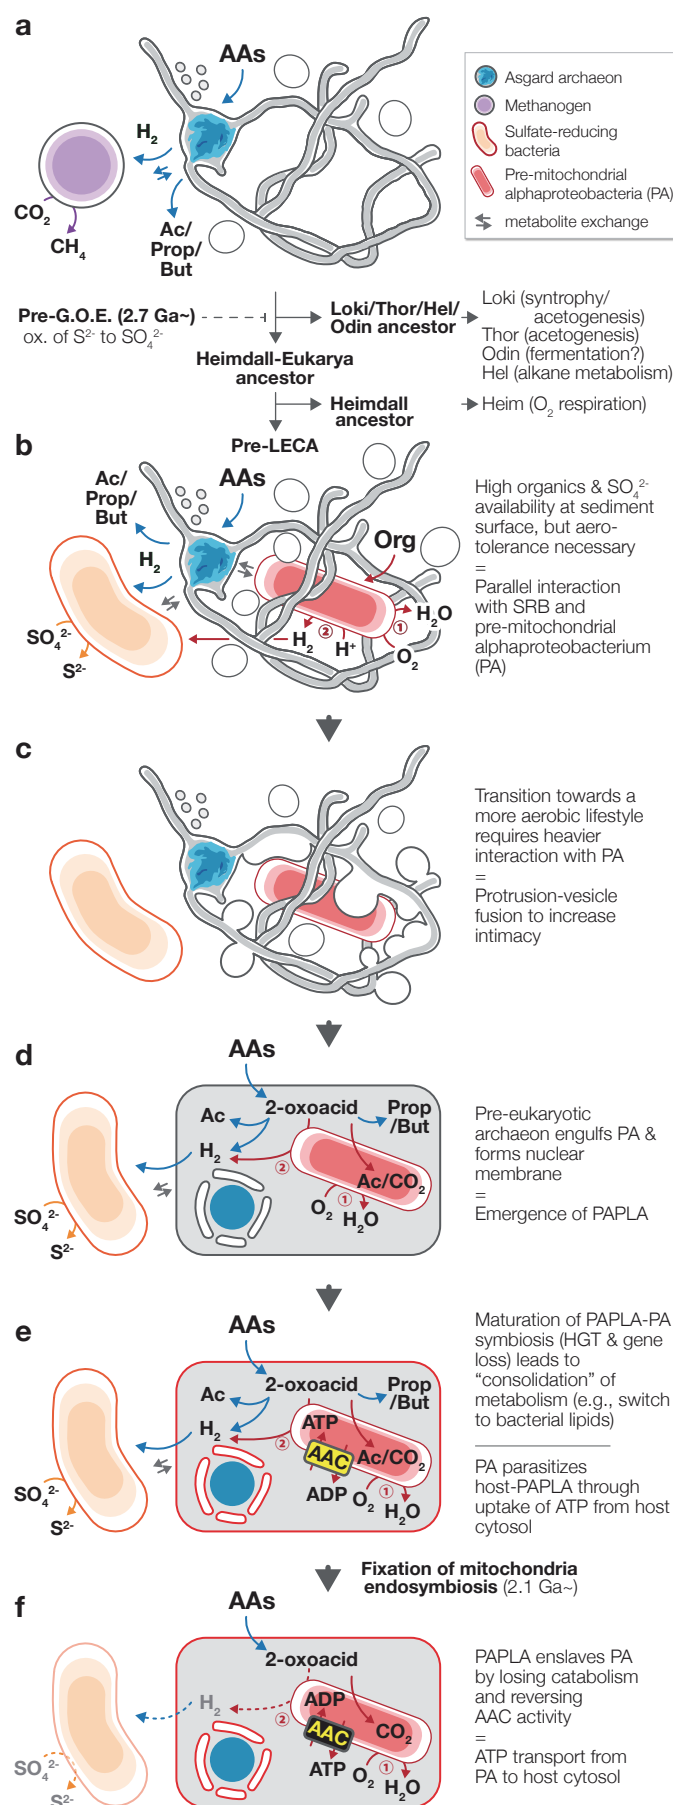 a
AAs
H2
CO2
CH4
Ac/
Prop/
But
Asgard archaeon
Methanogen
Sulfate-reducing
bacteria
Pre-mitochondrial
alphaproteobacteria (PA)
metabolite exchange
Pre-G.O.E. (2.7 Ga~)
ox. of S2- to SO42-
Loki/Thor/Hel/
Odin ancestor
Loki (syntrophy/
acetogenesis)
Thor (acetogenesis)
Odin (fermentation?)
Hel (alkane metabolism)
Heimdall-Eukarya
ancestor
Heimdall
ancestor
Heim (O2 respiration)
Pre-LECA
b
Ac/
Prop/
But
AAs
H2
Org
H2O
①
②
H2
H+
O2
SO42-
S2-
High organics & SO42-
availability at sediment
surface, but aero-
tolerance necessary
=
Parallel interaction
with SRB and
pre-mitochondrial
alphaproteobacterium
(PA)
c
Transition towards a
more aerobic lifestyle
requires heavier
interaction with PA
=
Protrusion-vesicle
fusion to increase
intimacy
d
AAs
2-oxoacid
Ac
Prop
/But
H2
②
Ac/CO2
①
O2
H2O
SO42-
S2-
Pre-eukaryotic
archaeon engulfs PA &
forms nuclear
membrane
=
Emergence of PAPLA
e
AAs
2-oxoacid
Ac
Prop
/But
H2
②
ATP
AAC
Ac/CO2
ADP
①
O2
H2O
SO42-
S2-
Maturation of PAPLA-PA
symbiosis (HGT & gene
loss) leads to
“consolidation” of
metabolism (e.g., switch
to bacterial lipids)
PA parasitizes
host-PAPLA through
uptake of ATP from host
cytosol
Fixation of mitochondria
endosymbiosis (2.1 Ga~)
f
AAs
2-oxoacid
H2
②
ADP
AAC
CO2
ATP
①
O2
H2O
SO42-
S2-
PAPLA enslaves PA
by losing catabolism
and reversing
AAC activity
=
ATP transport from
PA to host cytosol